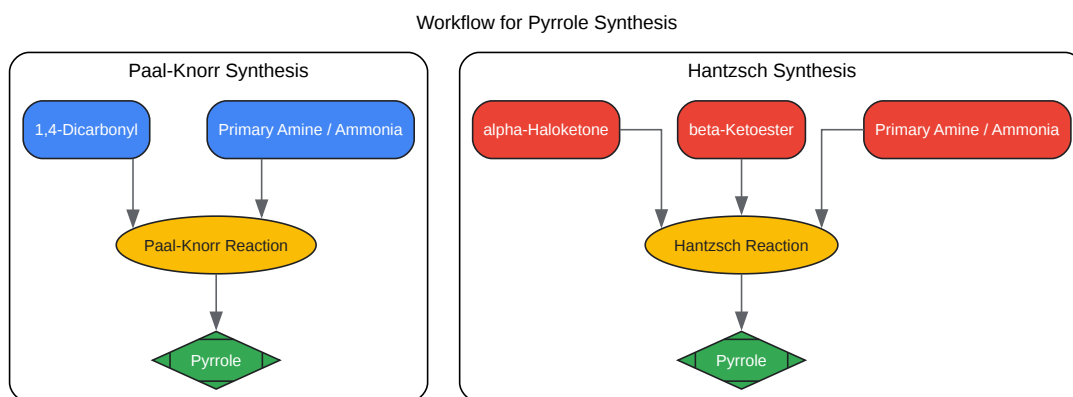 Workflow for Pyrrole Synthesis
Paal-Knorr Synthesis
1,4-Dicarbonyl
Primary Amine / Ammonia
Paal-Knorr Reaction
Pyrrole
Hantzsch Synthesis
alpha-Haloketone
beta-Ketoester
Primary Amine / Ammonia
Hantzsch Reaction
Pyrrole